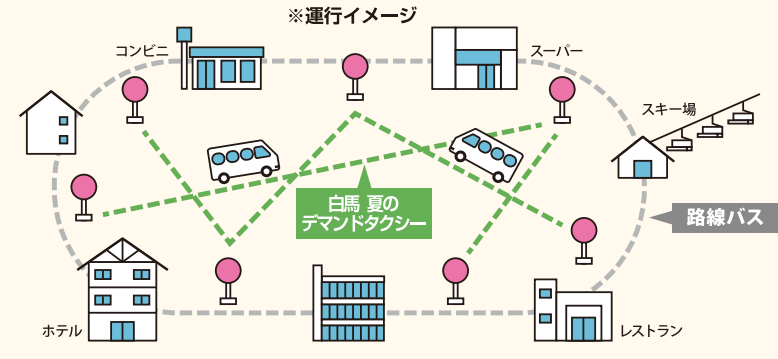 ※運行イメージ
コンビニ
スーパー
スキー場
白馬 夏の
デマンドタクシー
路線バス
ホテル
レストラン